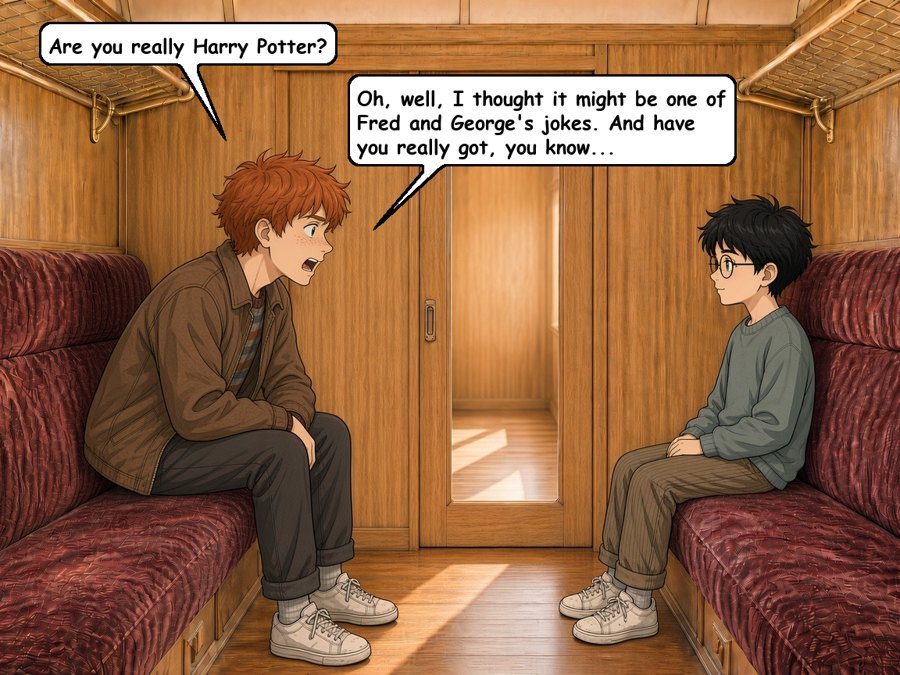 Are you really Harry Potter?
Oh, well, I thought it might be one of
Fred and George's jokes. And have
you really got, you know...